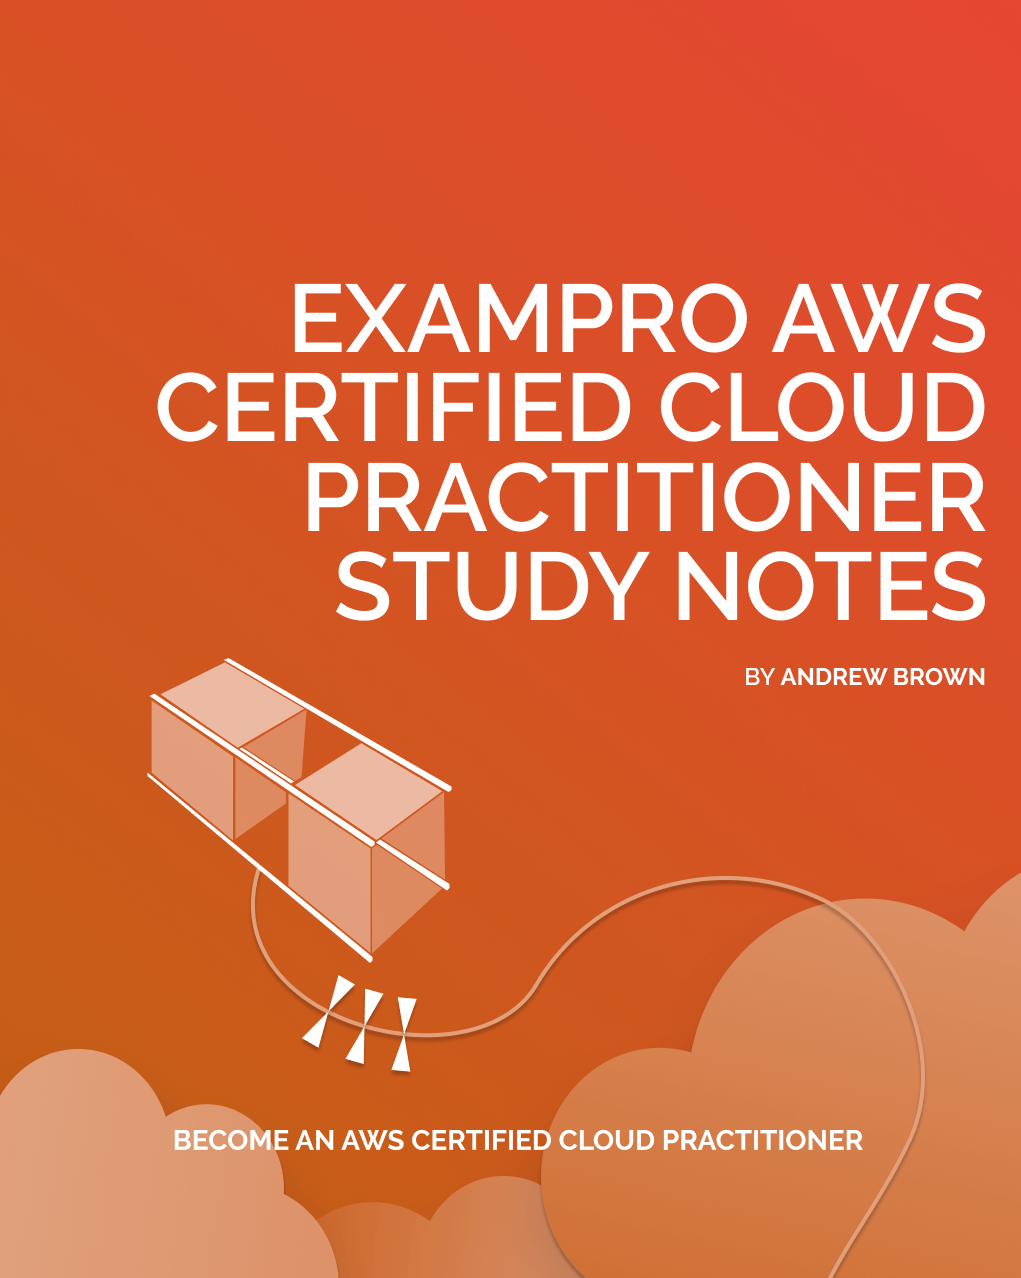 EXAMPRO AWS
CERTIFIED CLOUD
PRACTITIONER
STUDY NOTES
BY ANDREW BROWN
BECOME AN AWS CERTIFIED CLOUD PRACTITIONER